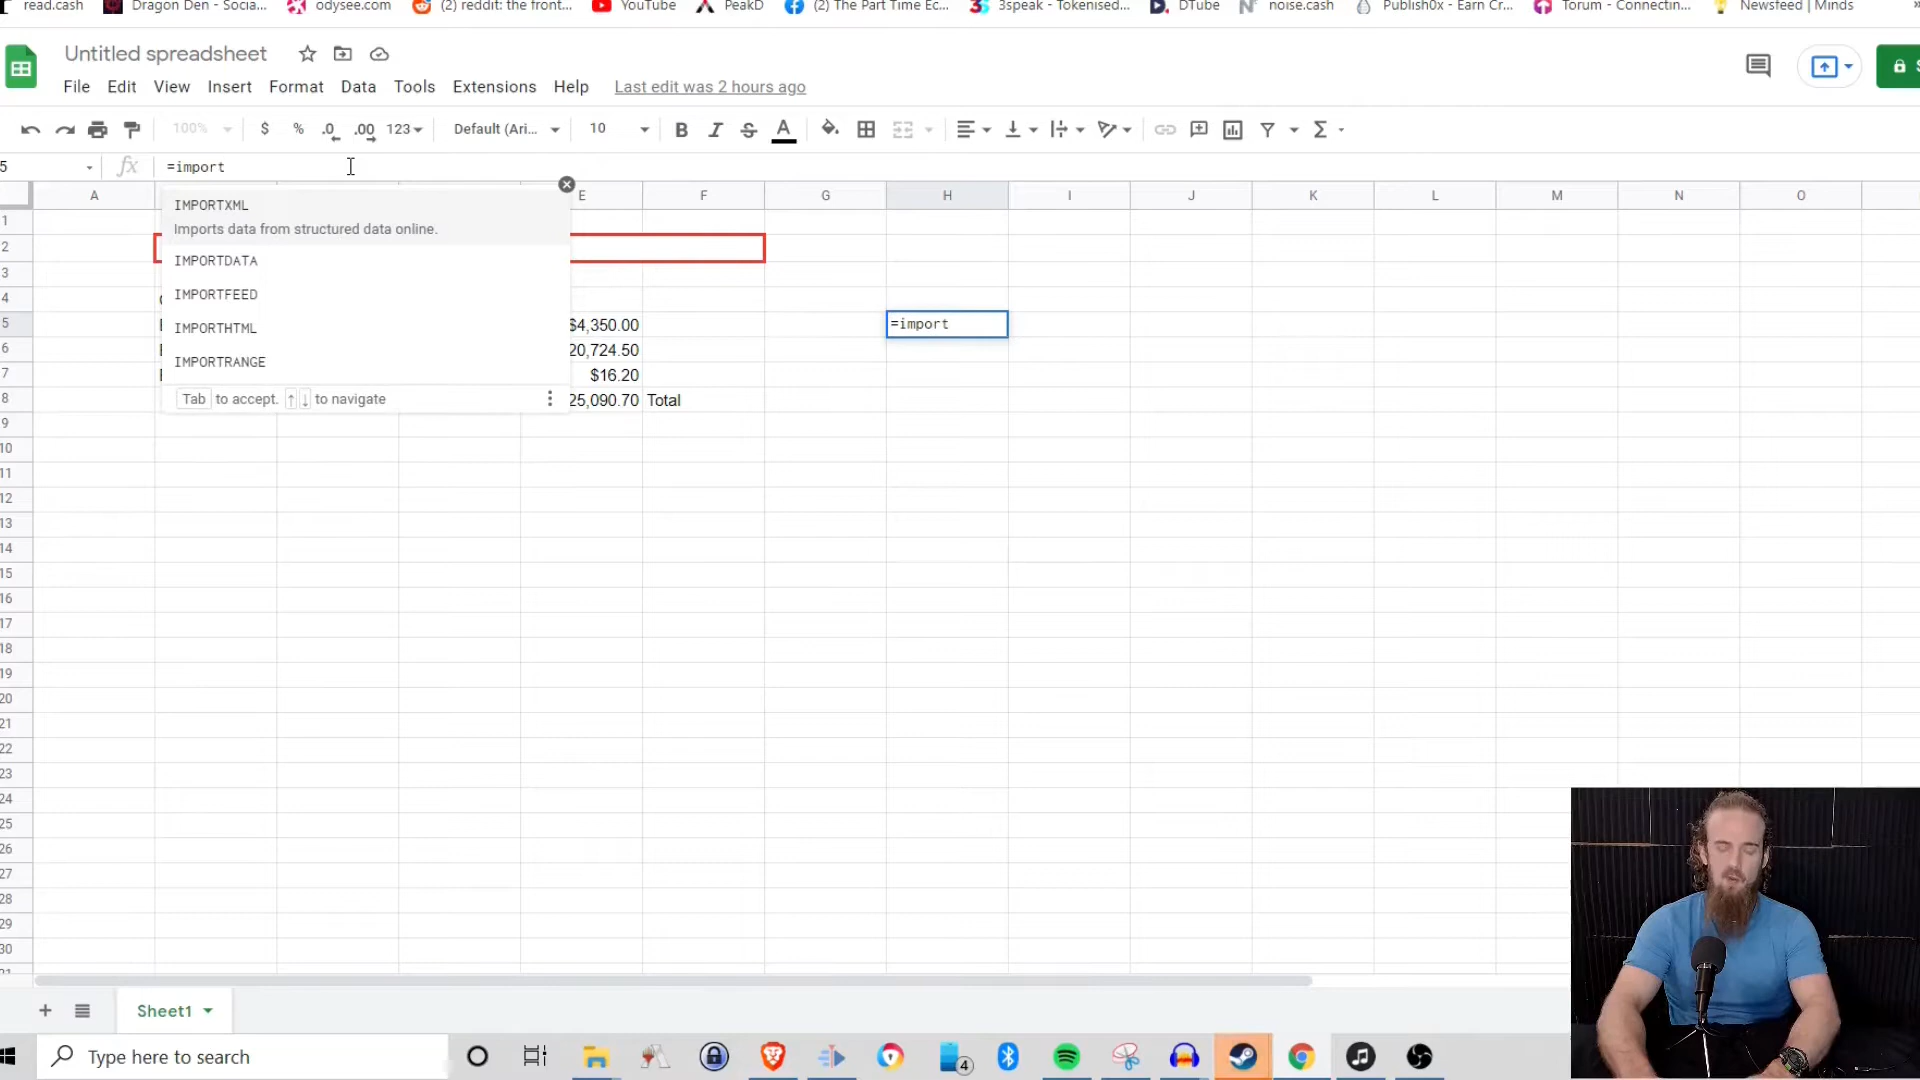 read.cash Dragon Den - Socia... odysee.com (2) reddit: the front... YouTube PeakD (2) The Part Time Ec... 3speak - Tokenised... DTube noise.cash Publish0x - Earn Cr... Torum - Connectin... Newsfeed | Minds »
Untitled spreadsheet
File Edit View Insert Format Data Tools Extensions Help Last edit was 2 hours ago
100% $ % .0 .00 123 Default (Ari... 10 B I S A
5 fx =import
A E F G H I J K L M N O
IMPORTXML
Imports data from structured data online.
IMPORTDATA
IMPORTFEED
IMPORTHTML
IMPORTRANGE
Tab to accept. ↑ ↓ to navigate
1
2
3
4
5 $4,350.00 =import
6 20,724.50
7 $16.20
8 25,090.70 Total
9
10
11
12
13
14
15
16
17
18
19
20
21
22
23
24
25
26
27
28
29
30
Sheet1
Type here to search
4